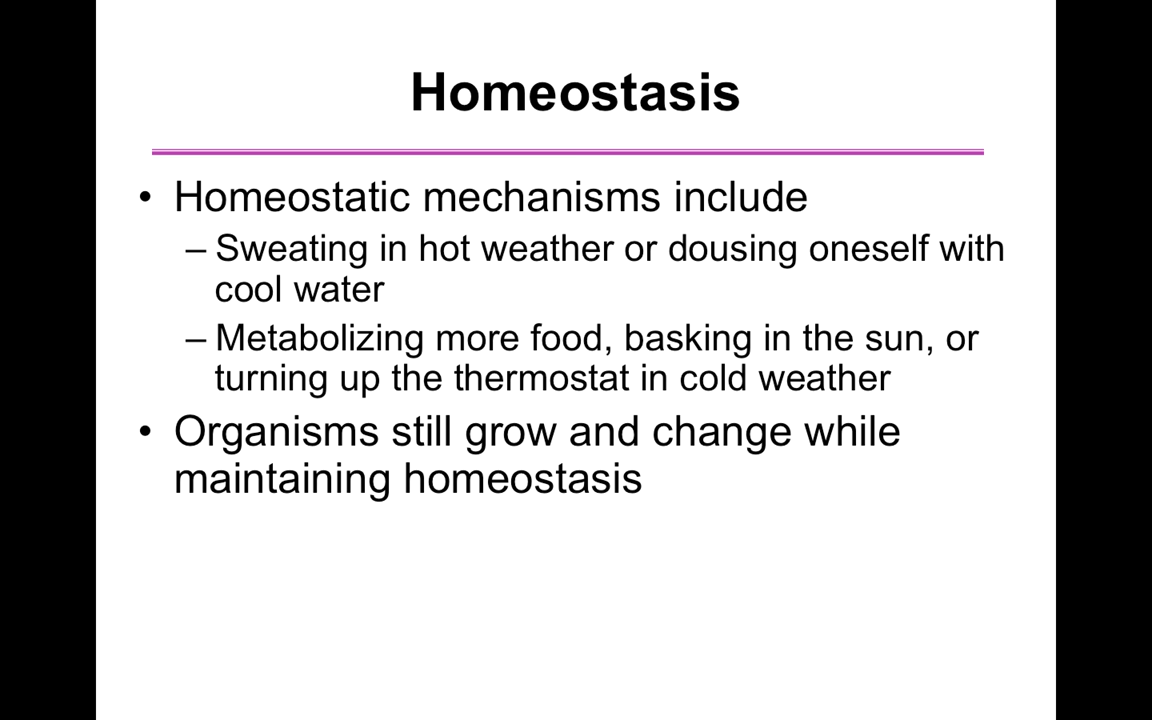 Homeostasis
• Homeostatic mechanisms include
– Sweating in hot weather or dousing oneself with
cool water
– Metabolizing more food, basking in the sun, or
turning up the thermostat in cold weather
• Organisms still grow and change while
maintaining homeostasis